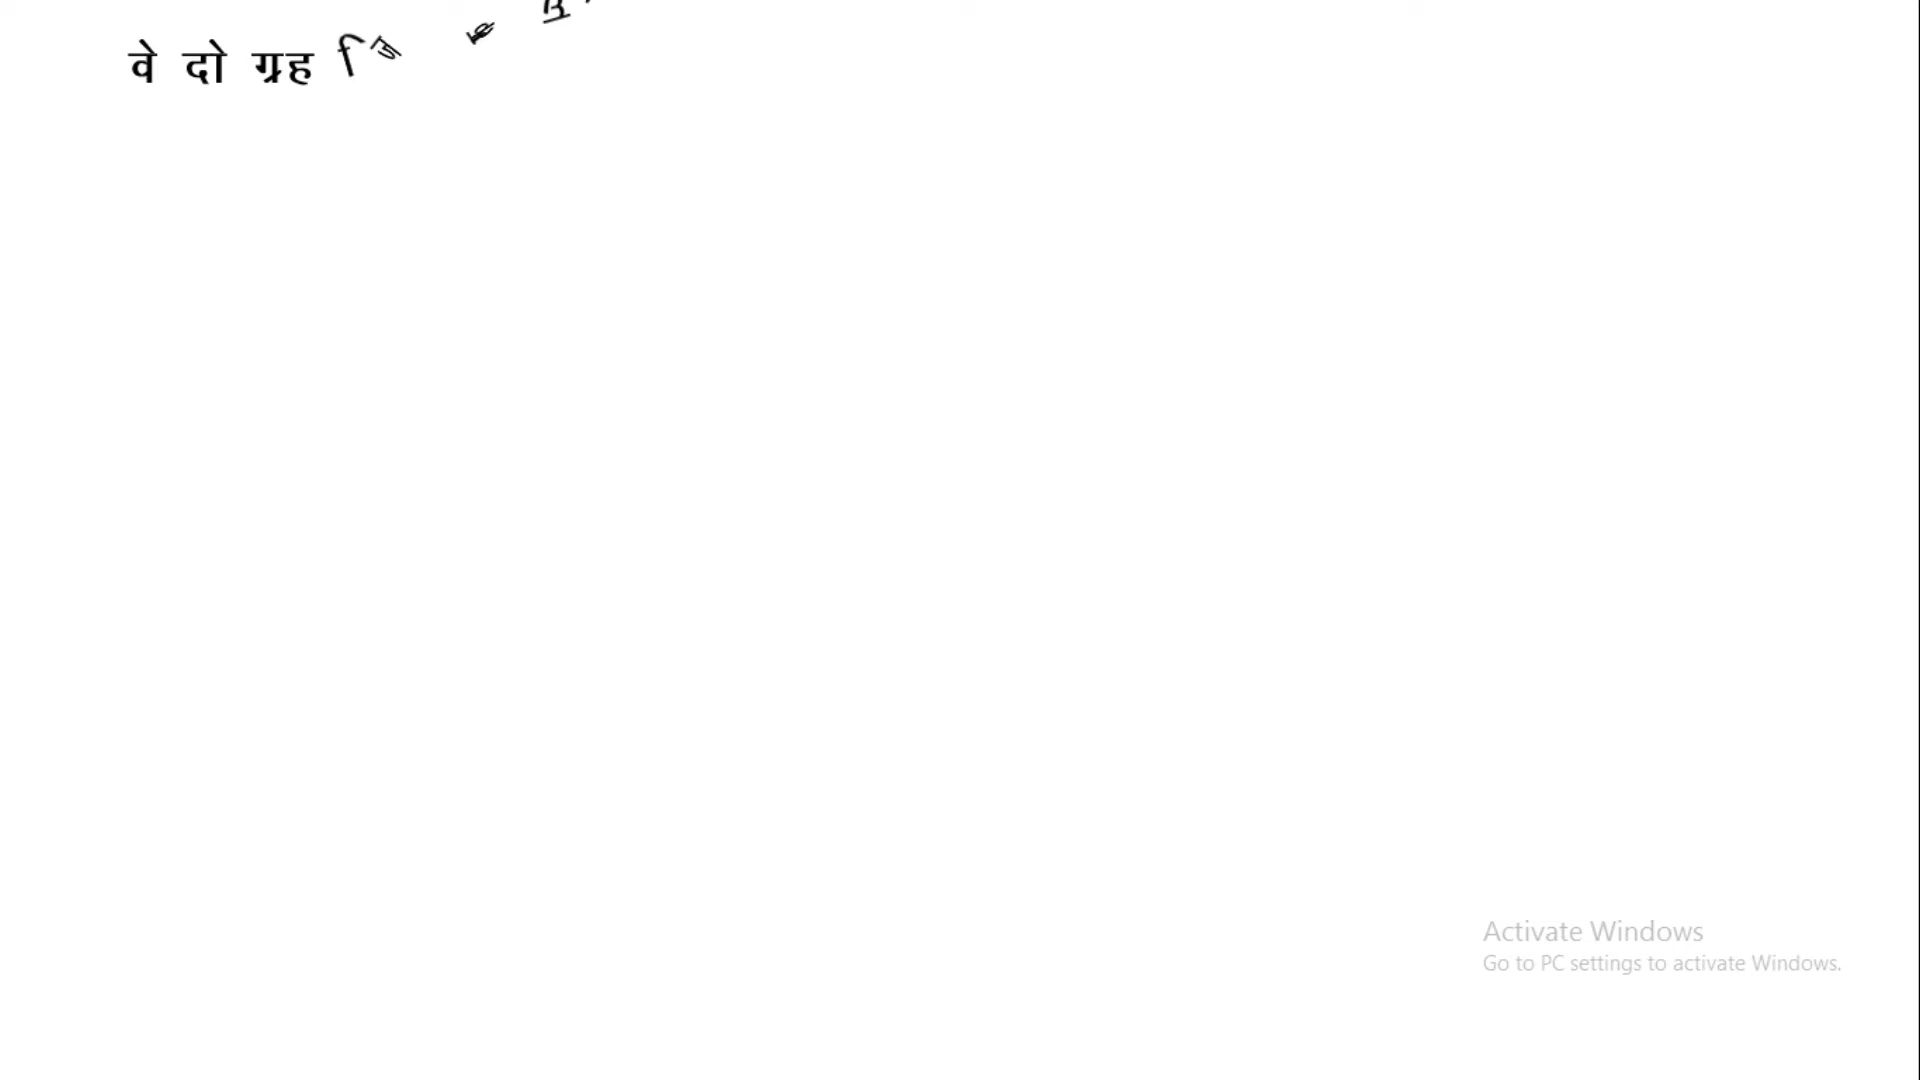 वे दो ग्रह
Activate Windows
Go to PC settings to activate Windows.